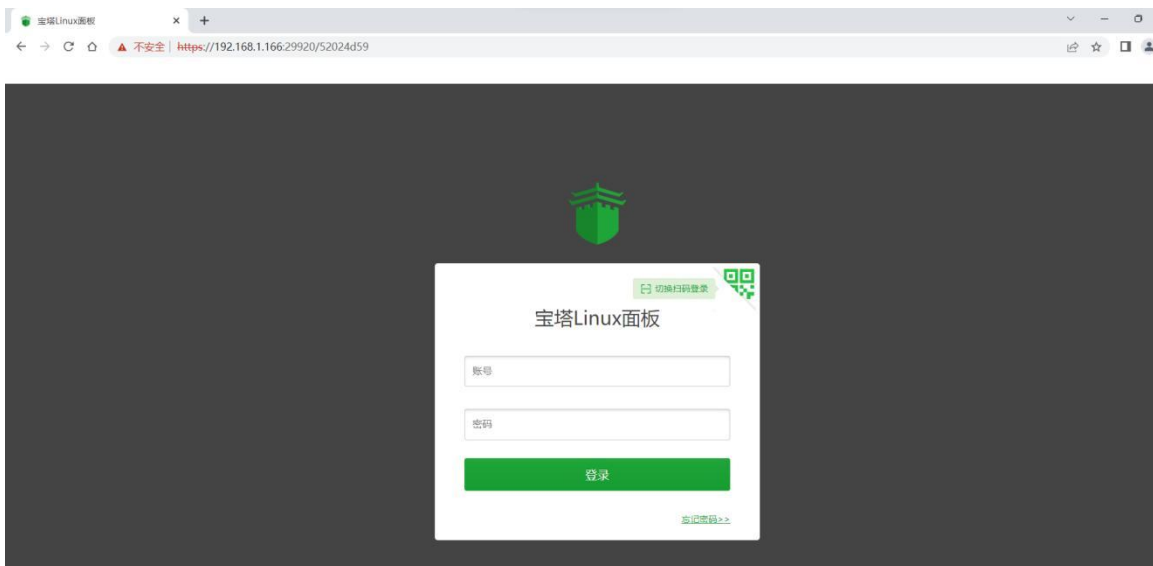 宝塔Linux面板
不安全 | https://192.168.1.166:29920/52024d59
切换扫码登录
宝塔Linux面板
账号
密码
登录
忘记密码>>